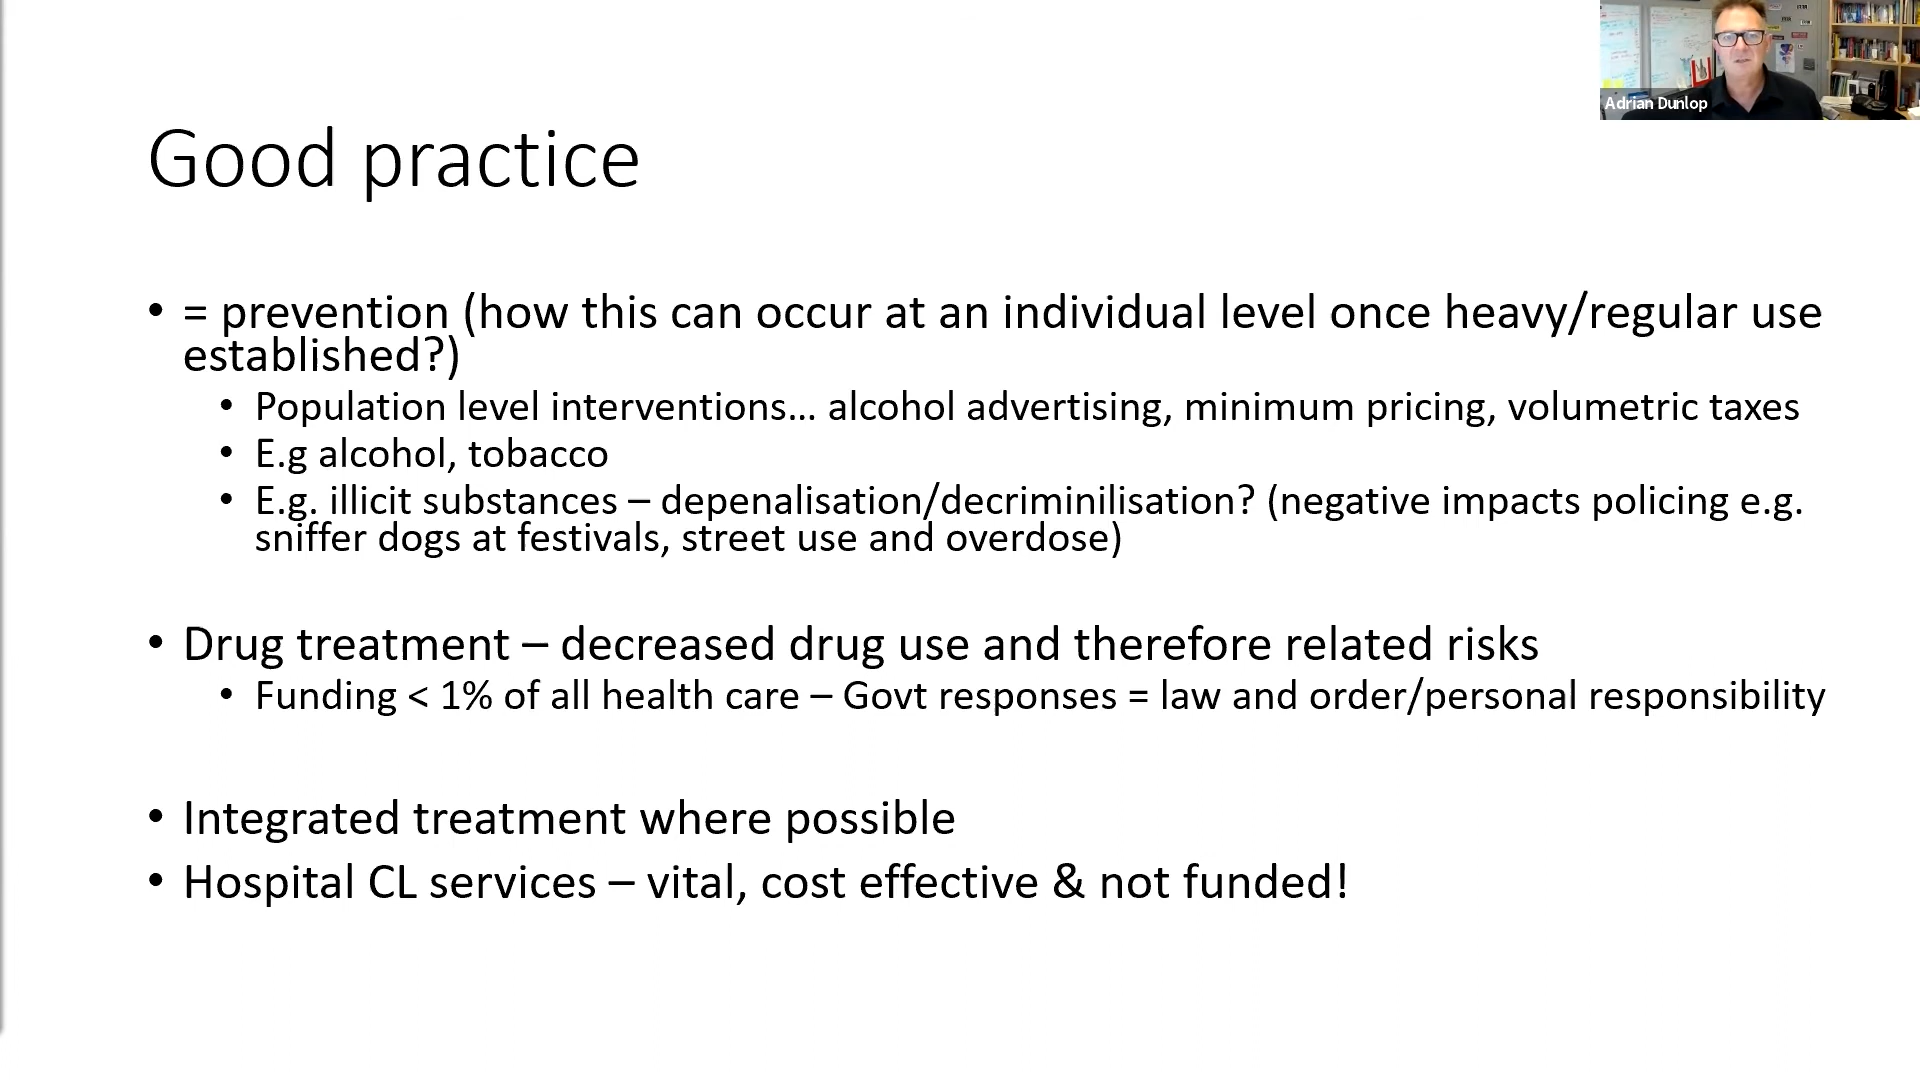 Adrian Dunlop
Good practice
• = prevention (how this can occur at an individual level once heavy/regular use
established?)
• Population level interventions... alcohol advertising, minimum pricing, volumetric taxes
• E.g alcohol, tobacco
• E.g. illicit substances – depenalisation/decriminilisation? (negative impacts policing e.g.
sniffer dogs at festivals, street use and overdose)
• Drug treatment – decreased drug use and therefore related risks
• Funding < 1% of all health care – Govt responses = law and order/personal responsibility
• Integrated treatment where possible
• Hospital CL services – vital, cost effective & not funded!